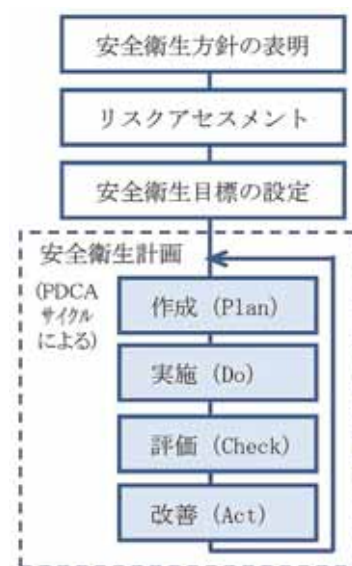 安全衛生方針の表明
リスクアセスメント
安全衛生目標の設定
安全衛生計画
(PDCA
サイクル
による)
作成 (Plan)
実施 (Do)
評価 (Check)
改善 (Act)